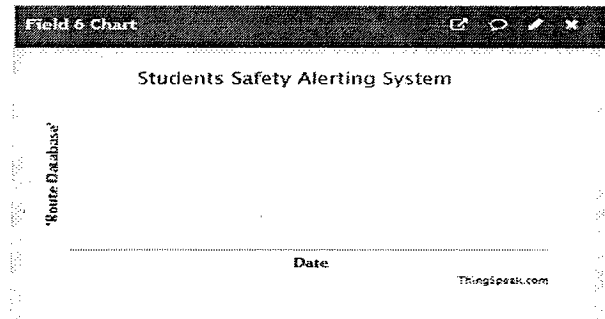 Field 6 Chart
Students Safety Alerting System
'Route Database'
Date
ThingSpeak.com